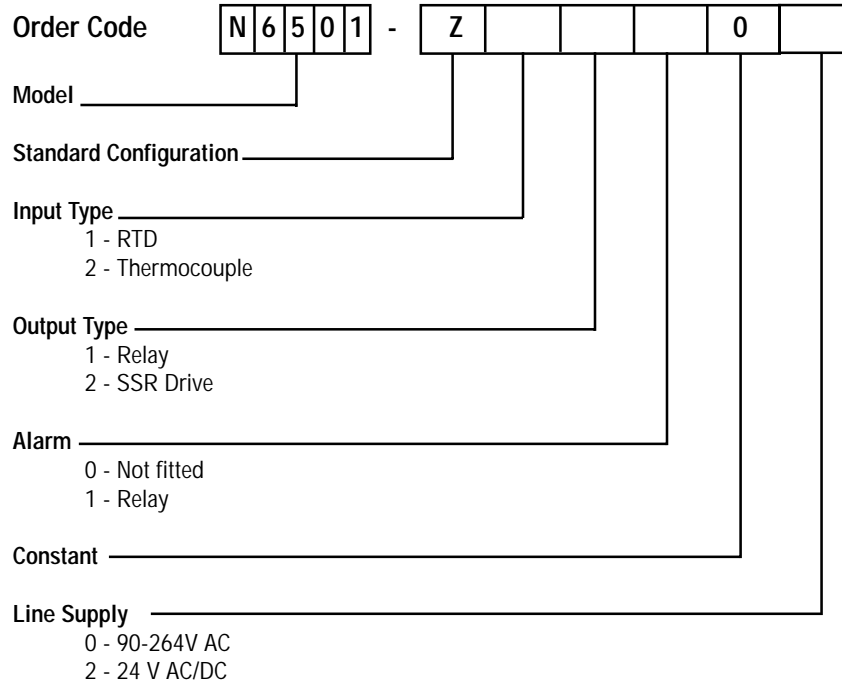 Order Code N 6 5 0 1 - Z 0
Model
Standard Configuration
Input Type
1 - RTD
2 - Thermocouple
Output Type
1 - Relay
2 - SSR Drive
Alarm
0 - Not fitted
1 - Relay
Constant
Line Supply
0 - 90-264V AC
2 - 24 V AC/DC